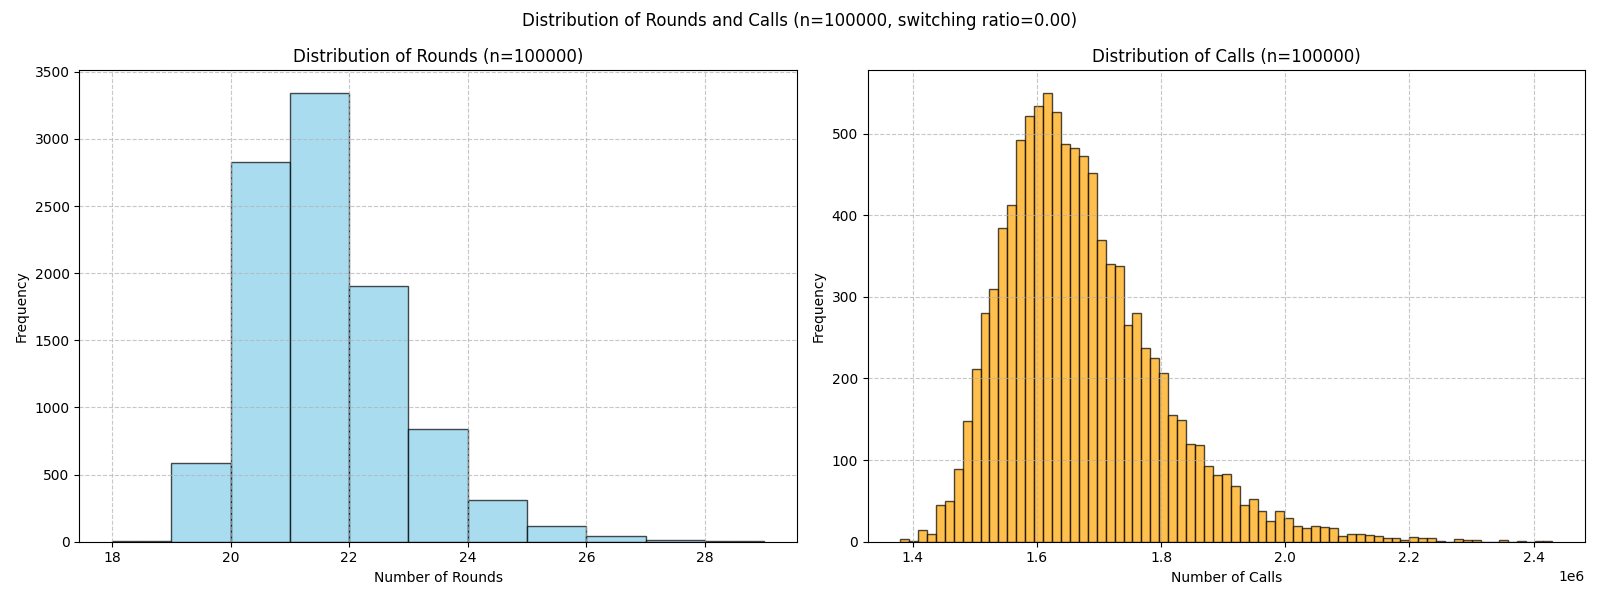 Distribution of Rounds and Calls (n=100000, switching ratio=0.00)
Distribution of Rounds (n=100000)
3500
3000
2500
2000
1500
1000
500
0
Frequency
18 20 22 24 26 28
Number of Rounds
Distribution of Calls (n=100000)
500
400
300
200
100
0
Frequency
1.4 1.6 1.8 2.0 2.2 2.4
1e6
Number of Calls